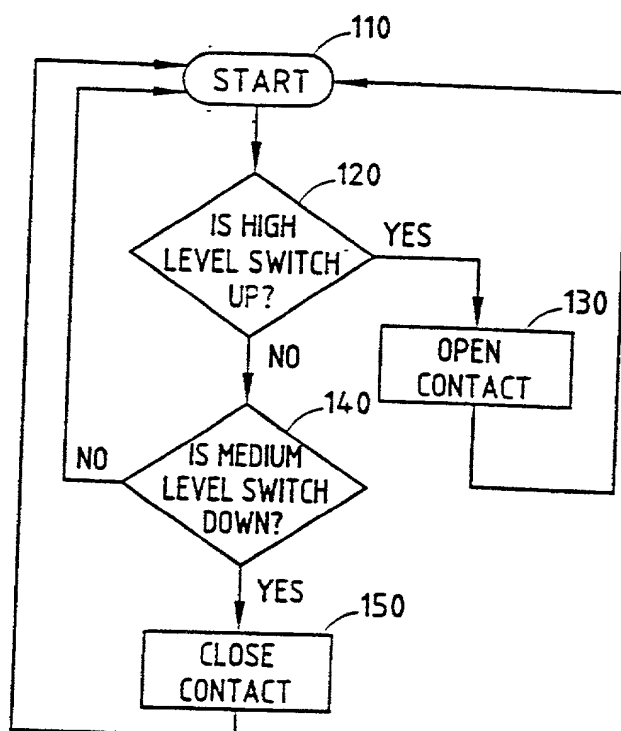 110
START
120
IS HIGH
LEVEL SWITCH
UP?
YES
130
OPEN
CONTACT
NO
140
IS MEDIUM
LEVEL SWITCH
DOWN?
NO
YES
150
CLOSE
CONTACT